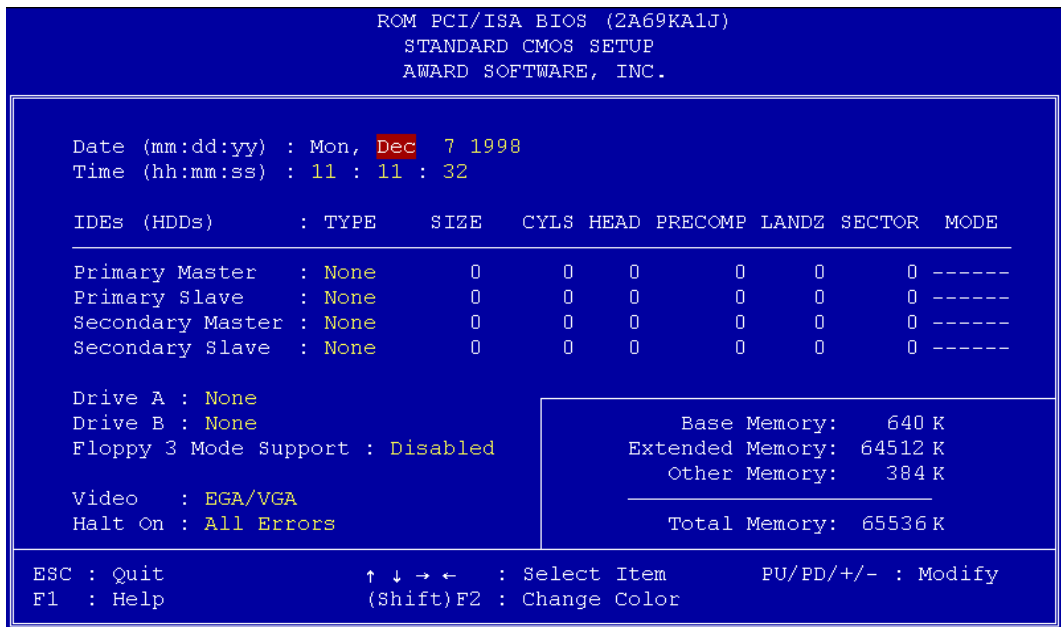 ROM PCI/ISA BIOS (2A69KA1J)
STANDARD CMOS SETUP
AWARD SOFTWARE, INC.
Date (mm:dd:yy) : Mon, Dec 7 1998
Time (hh:mm:ss) : 11 : 11 : 32
IDEs (HDDs) : TYPE SIZE CYLS HEAD PRECOMP LANDZ SECTOR MODE
Primary Master : None 0 0 0 0 0 0 ------
Primary Slave : None 0 0 0 0 0 0 ------
Secondary Master : None 0 0 0 0 0 0 ------
Secondary Slave : None 0 0 0 0 0 0 ------
Drive A : None
Drive B : None
Floppy 3 Mode Support : Disabled
Video : EGA/VGA
Halt On : All Errors
Base Memory: 640 K
Extended Memory: 64512 K
Other Memory: 384 K
Total Memory: 65536 K
ESC : Quit ↑ ↓ → ← : Select Item PU/PD/+/- : Modify
F1 : Help (Shift)F2 : Change Color